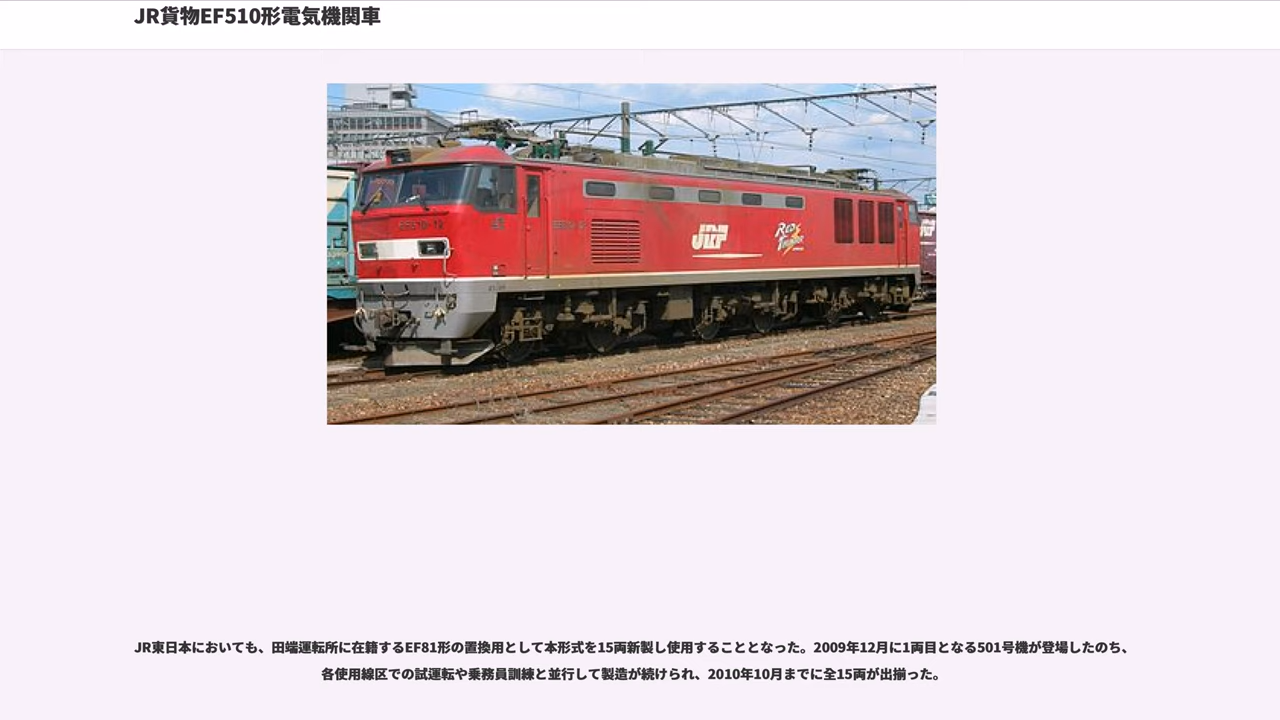 JR貨物EF510形電気機関車
JRF
RED THUNDER
JR東日本においても、田端運転所に在籍するEF81形の置換用として本形式を15両新製し使用することとなった。2009年12月に1両目となる501号機が登場したのち、
各使用線区での試運転や乗務員訓練と並行して製造が続けられ、2010年10月までに全15両が出揃った。